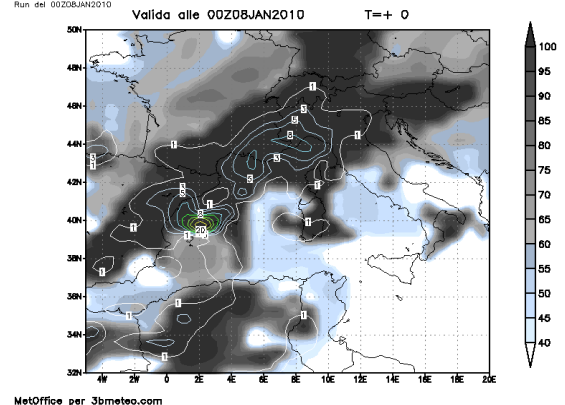 Run del 00Z08JAN2010
Valida alle 00Z08JAN2010 T=+ 0
50N
48N
46N
44N
42N
40N
38N
36N
34N
32N
4W 2W 0 2E 4E 6E 8E 10E 12E 14E 16E 18E 20E
100
95
90
85
80
75
70
65
60
55
50
45
40
MetOffice per 3bmeteo.com